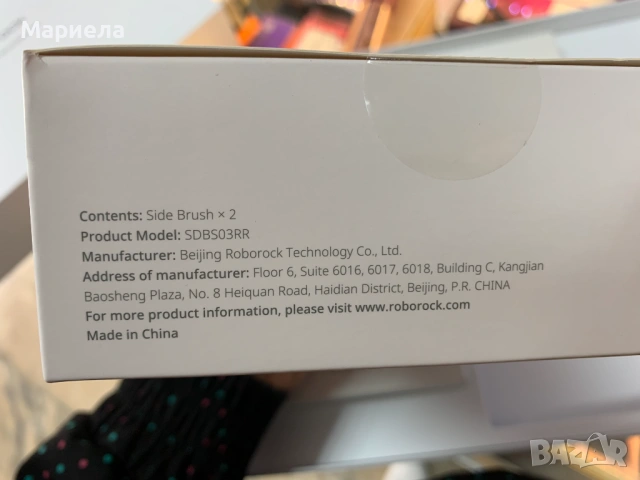 Мариела
Contents: Side Brush × 2
Product Model: SDBS03RR
Manufacturer: Beijing Roborock Technology Co., Ltd.
Address of manufacturer: Floor 6, Suite 6016, 6017, 6018, Building C, Kangjian
Baosheng Plaza, No. 8 Heiquan Road, Haidian District, Beijing, P.R. CHINA
For more product information, please visit www.roborock.com
Made in China
BAZAR